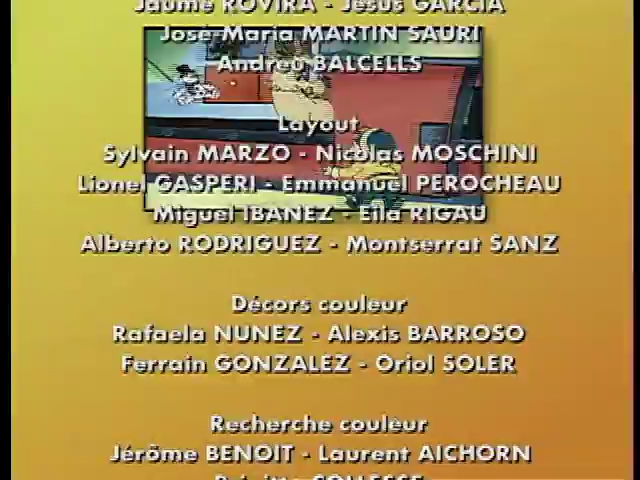 Jaume ROVIRA - Jesus GARCIA
José-Maria MARTIN SAURI
Andreu BALCELLS
Layout
Sylvain MARZO - Nicolas MOSCHINI
Lionel GASPERI - Emmanuel PEROCHEAU
Miguel IBANEZ - Eila RIGAU
Alberto RODRIGUEZ - Montserrat SANZ
Décors couleur
Rafaela NUNEZ - Alexis BARROSO
Ferrain GONZALEZ - Oriol SOLER
Recherche couleur
Jérôme BENOIT - Laurent AICHORN